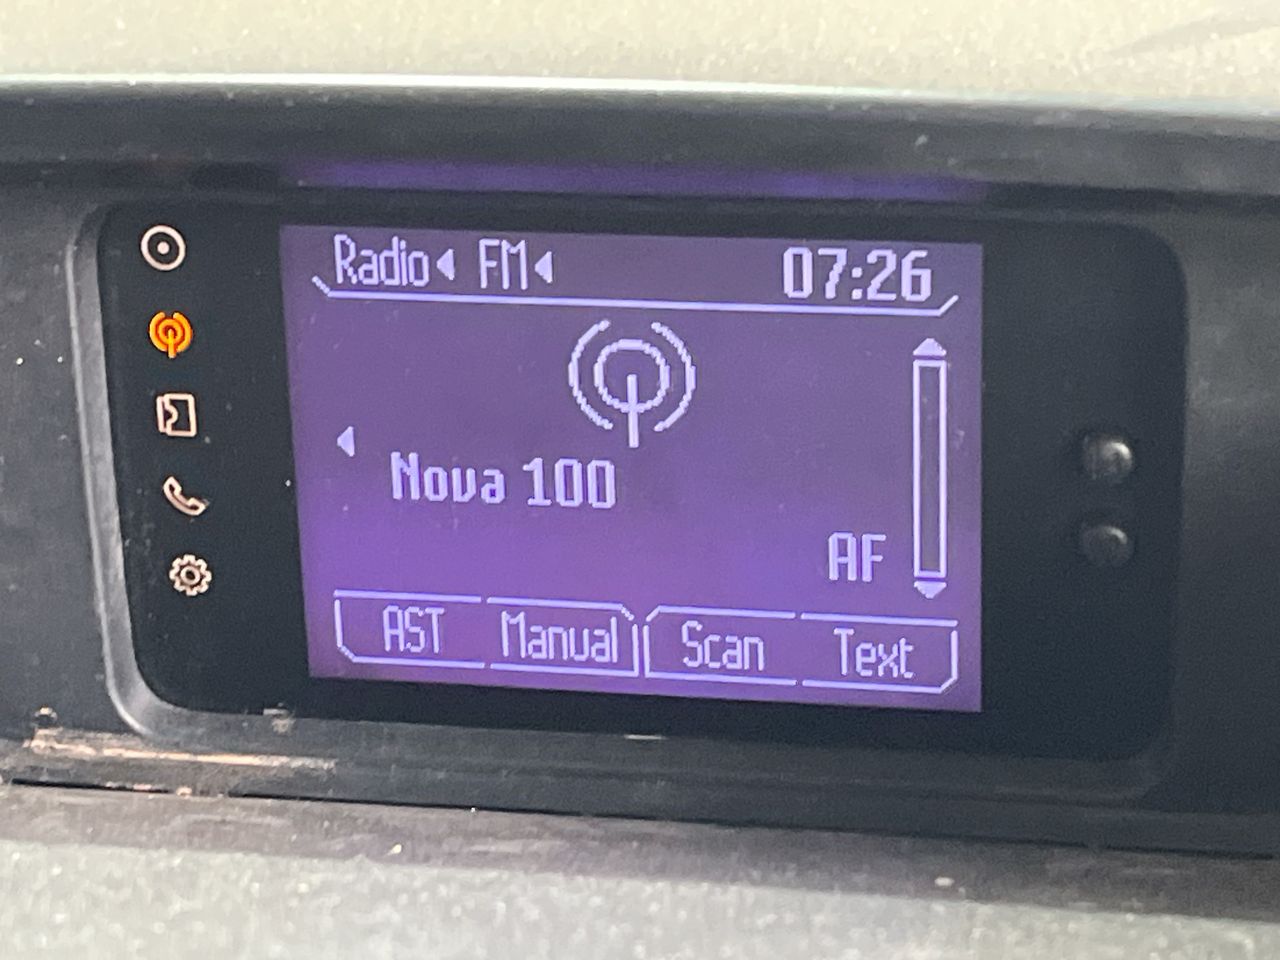 Radio FM 07:26
Nova 100
AF
AST Manual Scan Text